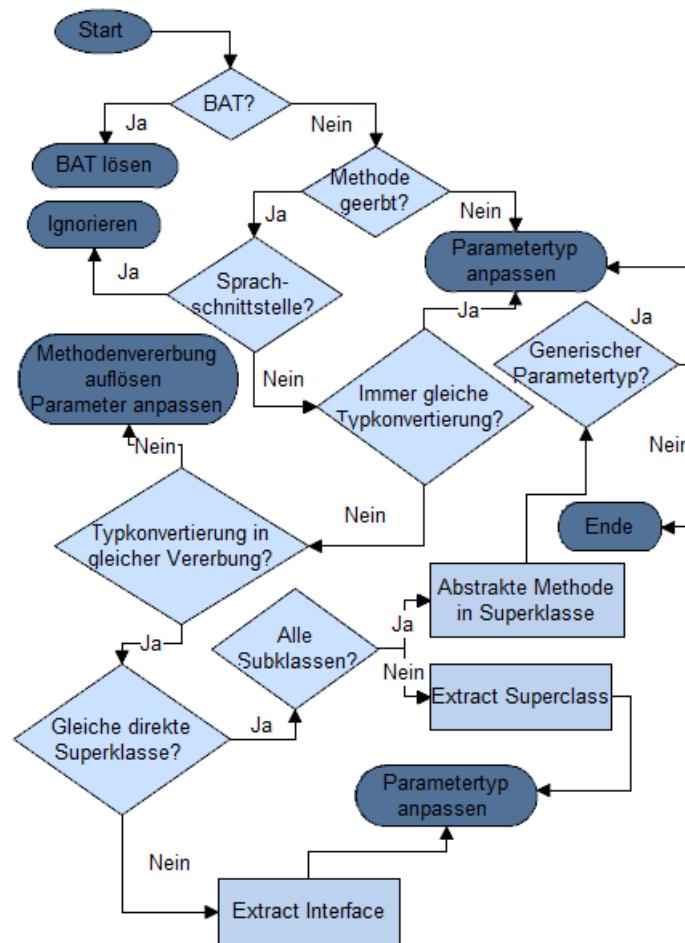 Start
BAT?
Ja
Nein
BAT lösen
Methode
geerbt?
Ignorieren
Ja
Nein
Parametertyp
anpassen
Ja
Sprach-
schnittstelle?
Ja
Ja
Generischer
Parametertyp?
Methodenvererbung
auflösen
Parameter anpassen
Nein
Immer gleiche
Typkonvertierung?
Nein
Nein
Nein
Typkonvertierung in
gleicher Vererbung?
Ende
Abstrakte Methode
in Superklasse
Ja
Alle
Subklassen?
Ja
Nein
Extract Superclass
Gleiche direkte
Superklasse?
Ja
Parametertyp
anpassen
Nein
Extract Interface